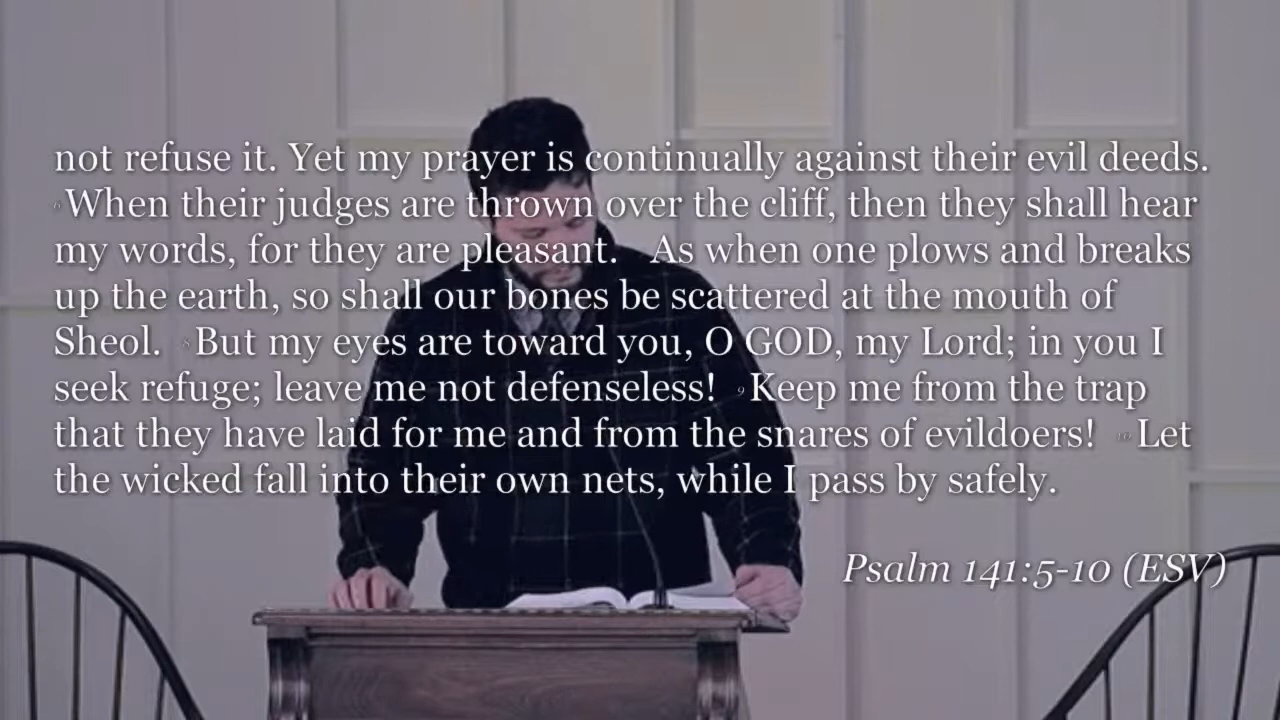 not refuse it. Yet my prayer is continually against their evil deeds.
6 When their judges are thrown over the cliff, then they shall hear
my words, for they are pleasant. As when one plows and breaks
up the earth, so shall our bones be scattered at the mouth of
Sheol. 8 But my eyes are toward you, O GOD, my Lord; in you I
seek refuge; leave me not defenseless! 9 Keep me from the trap
that they have laid for me and from the snares of evildoers! 10 Let
the wicked fall into their own nets, while I pass by safely.
Psalm 141:5-10 (ESV)